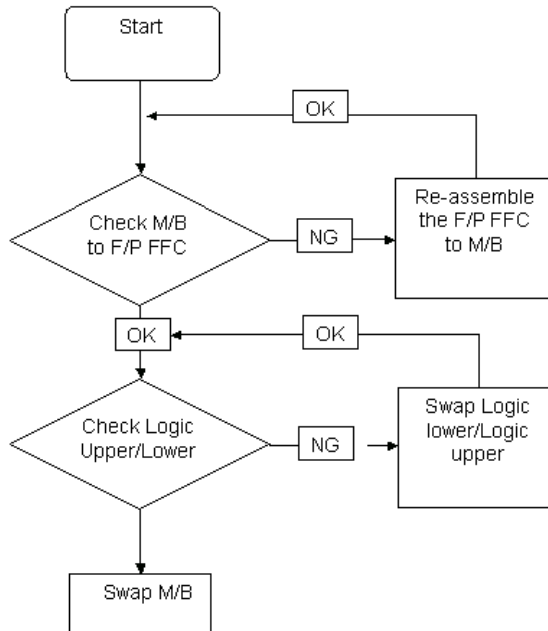 Start
OK
Check M/B
to F/P FFC
NG
Re-assemble
the F/P FFC
to M/B
OK
OK
Check Logic
Upper/Lower
NG
Swap Logic
lower/Logic
upper
Swap M/B